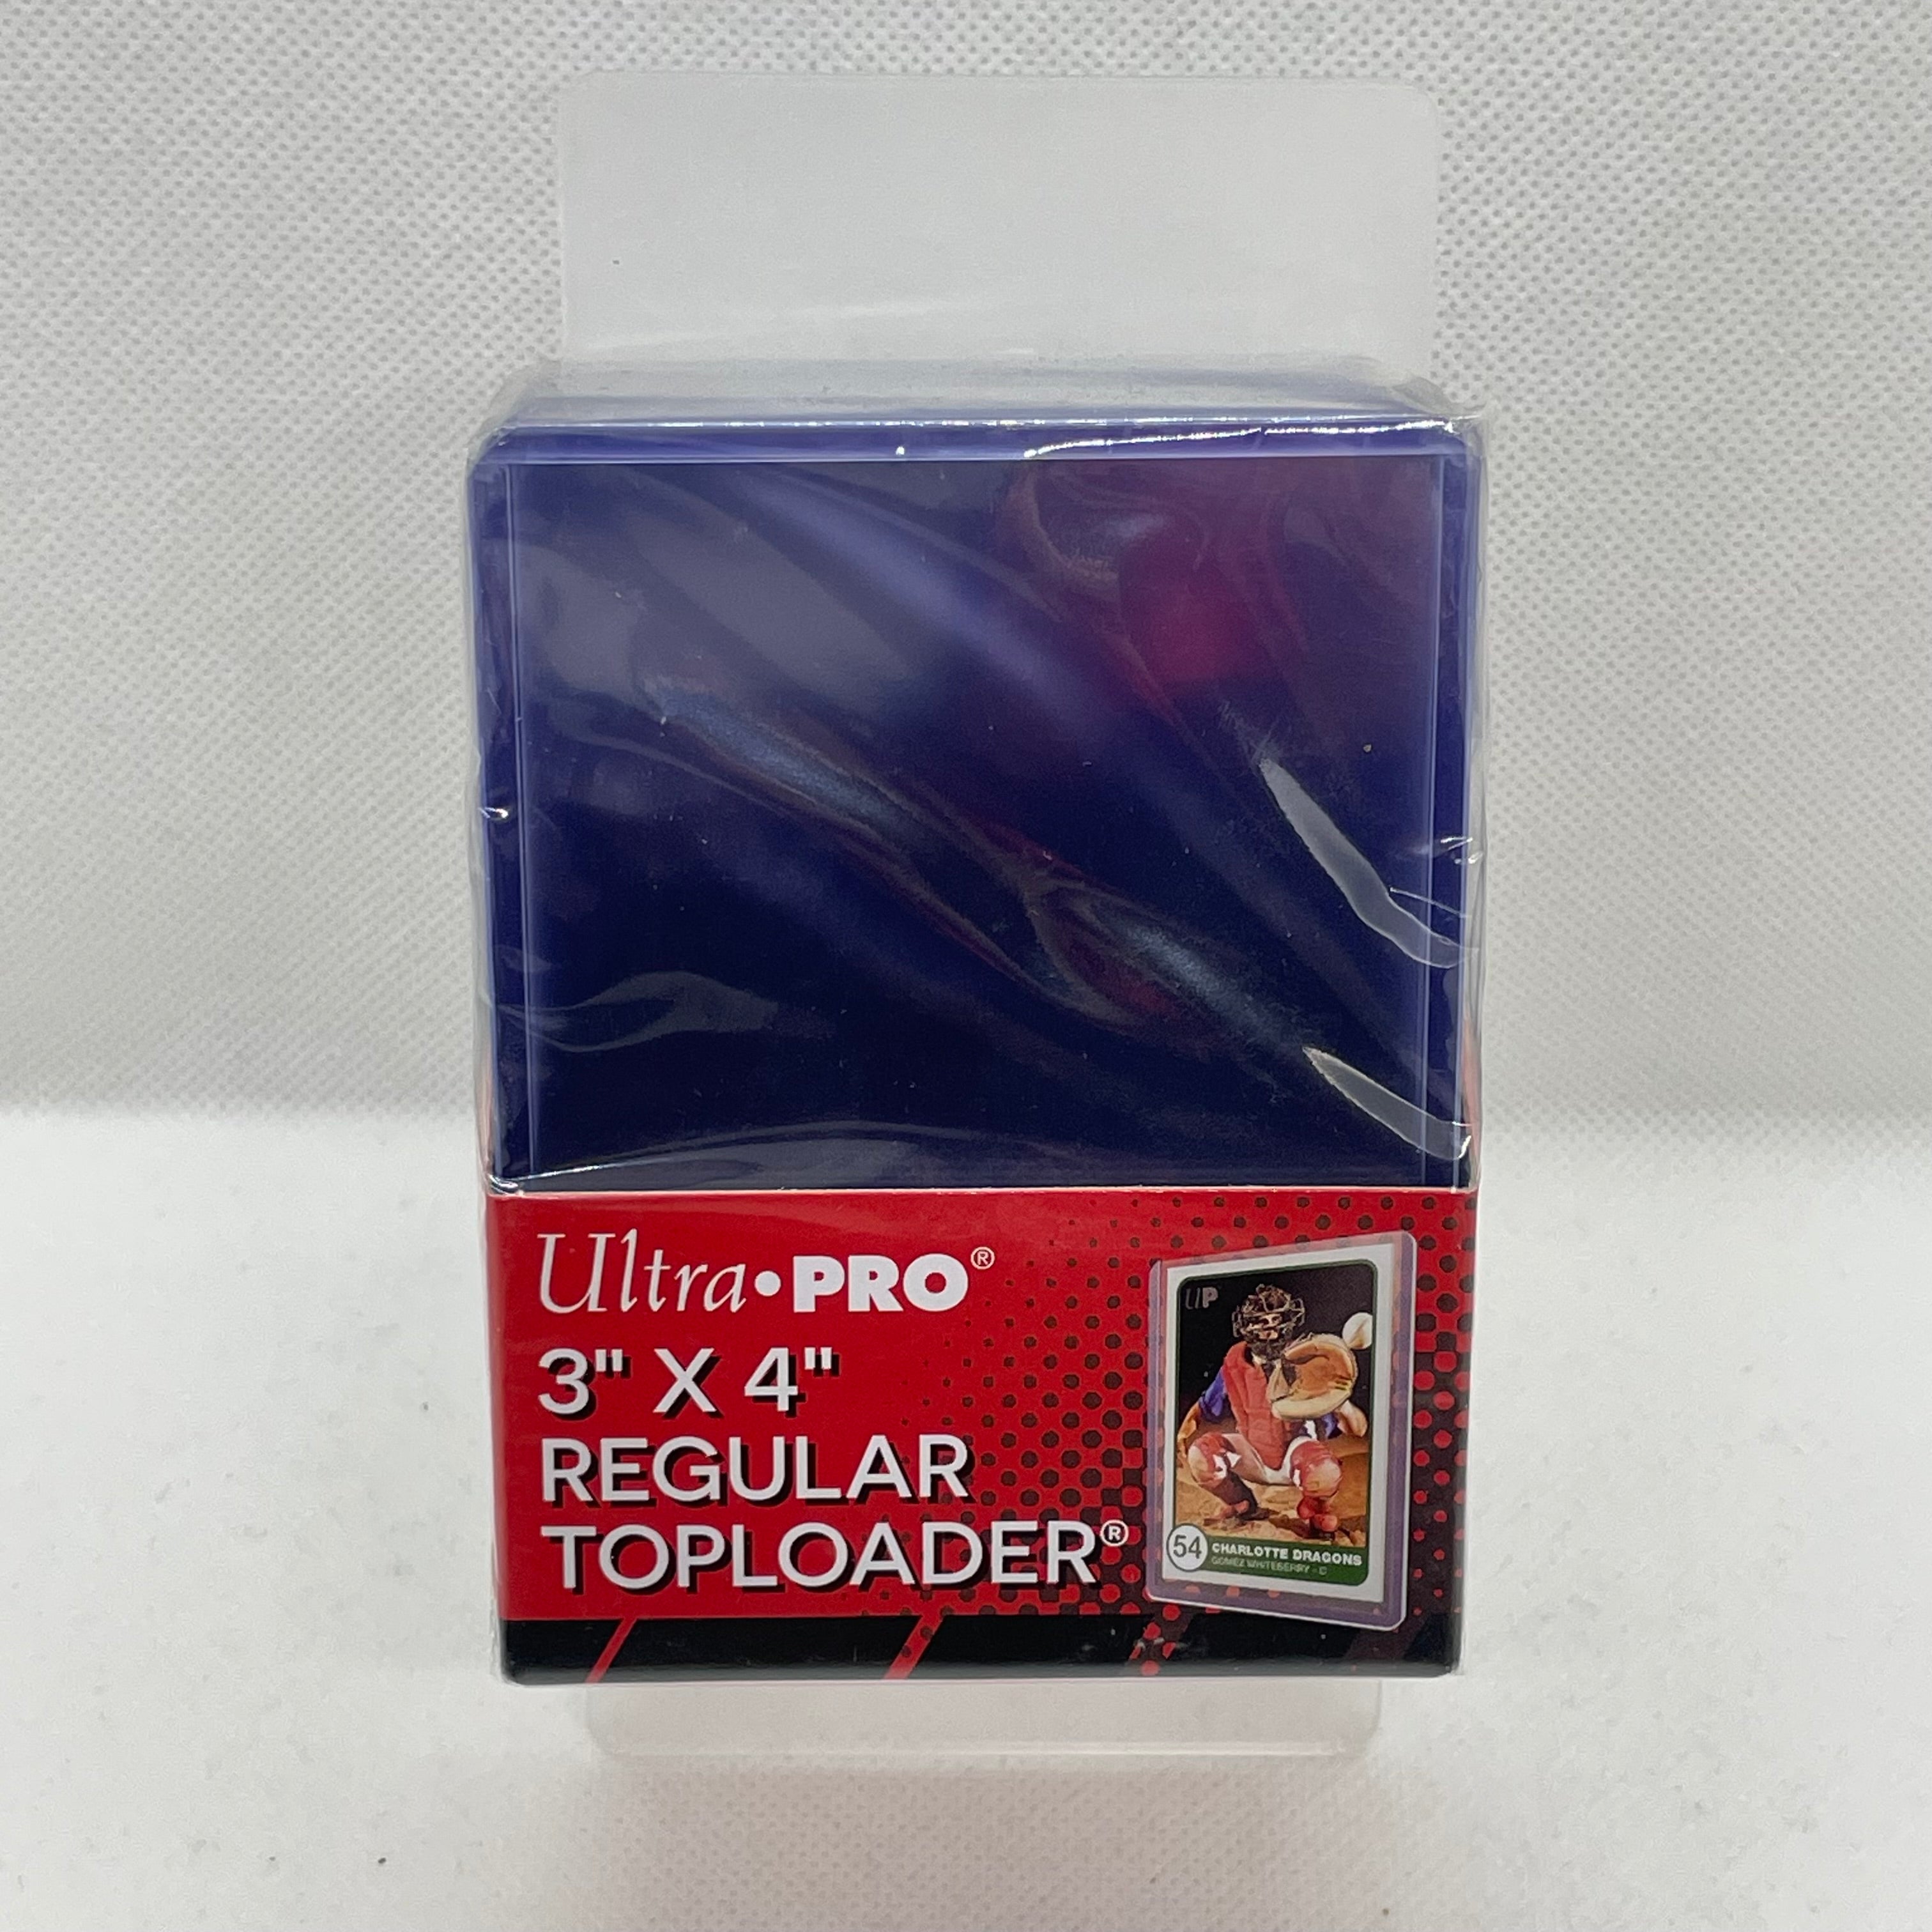 Ultra•PRO®
3" X 4"
REGULAR
TOPLOADER®
UP
54
CHARLOTTE DRAGONS
GOMEZ WHITEBERRY - C